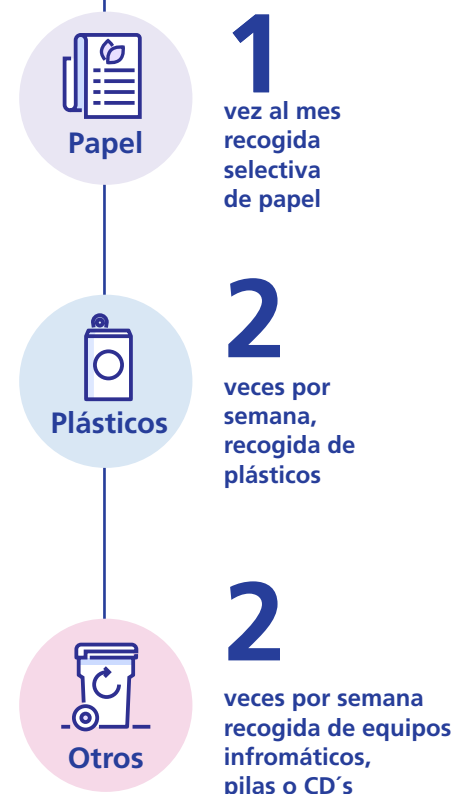 Papel
1
vez al mes
recogida
selectiva
de papel
Plásticos
2
veces por
semana,
recogida de
plásticos
Otros
2
veces por semana
recogida de equipos
infromáticos,
pilas o CD´s